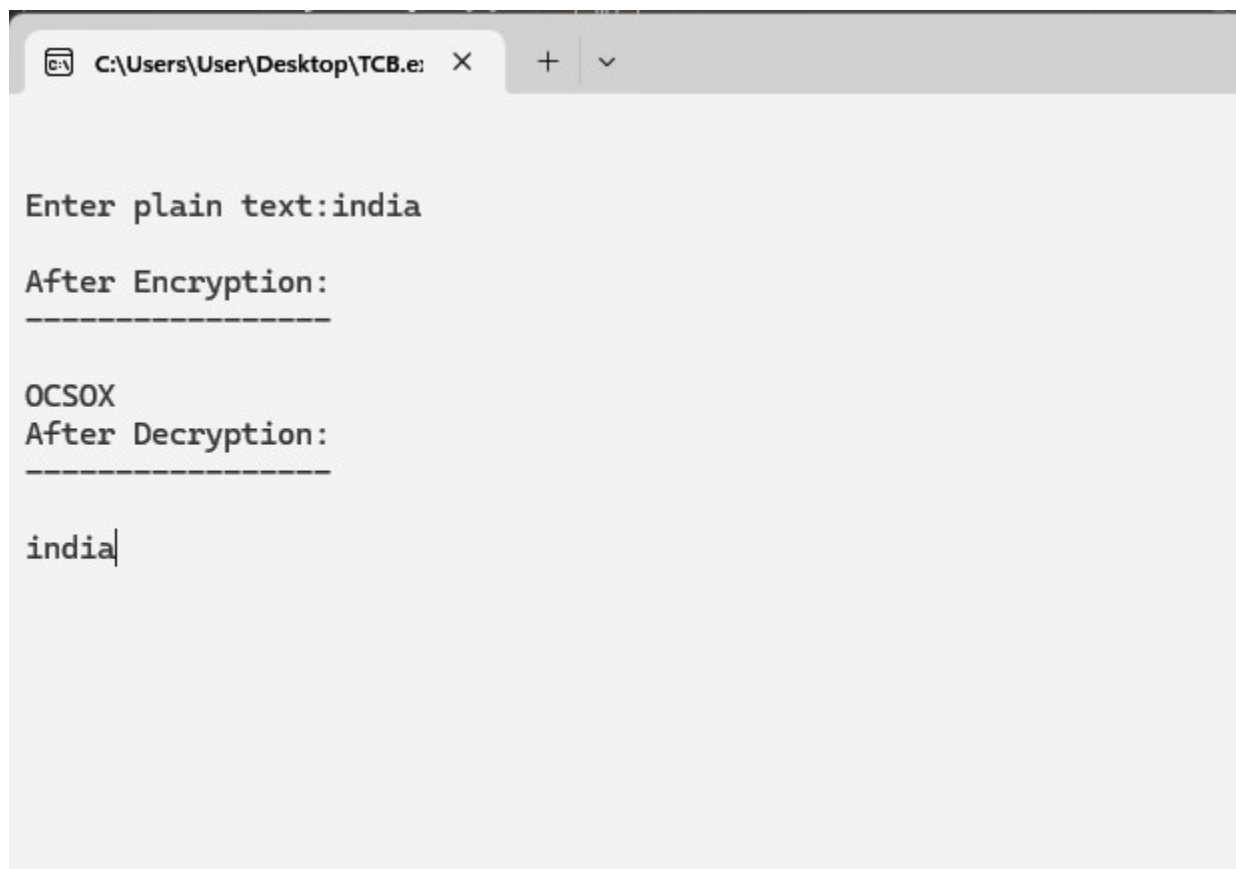 C:\Users\User\Desktop\TCB.e
Enter plain text:india
After Encryption:
-----------------
OCSOX
After Decryption:
-----------------
india